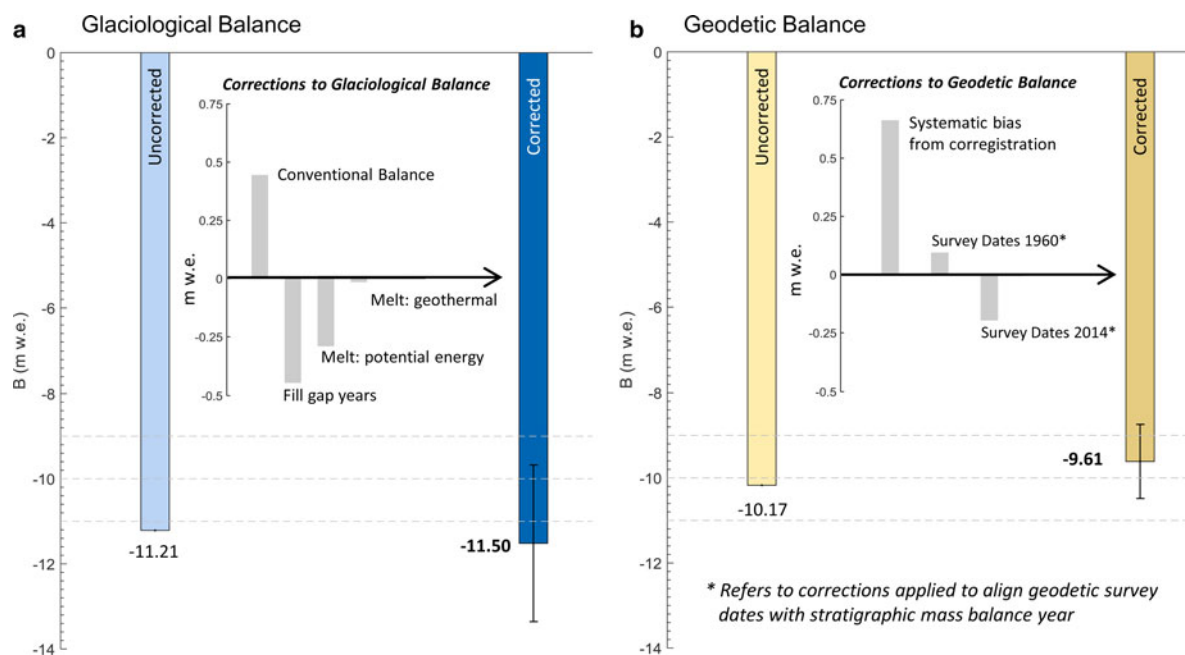 a
Glaciological Balance
0
-2
-4
-6
-8
-10
-12
-14
B (m w.e.)
Uncorrected
-11.21
Corrections to Glaciological Balance
0.75
0.5
0.25
0
-0.25
-0.5
m w.e.
Conventional Balance
Melt: geothermal
Melt: potential energy
Fill gap years
Corrected
-11.50
b
Geodetic Balance
0
-2
-4
-6
-8
-10
-12
-14
B (m w.e.)
Uncorrected
-10.17
Corrections to Geodetic Balance
0.75
0.5
0.25
0
-0.25
-0.5
m w.e.
Systematic bias
from corregistration
Survey Dates 1960*
Survey Dates 2014*
Corrected
-9.61
* Refers to corrections applied to align geodetic survey
dates with stratigraphic mass balance year